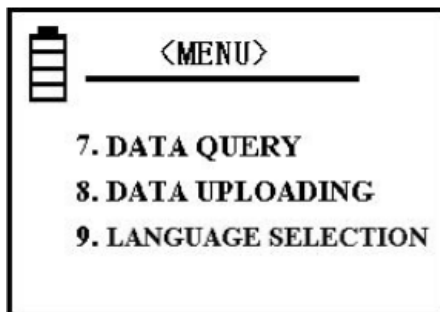 <MENU>
7. DATA QUERY
8. DATA UPLOADING
9. LANGUAGE SELECTION